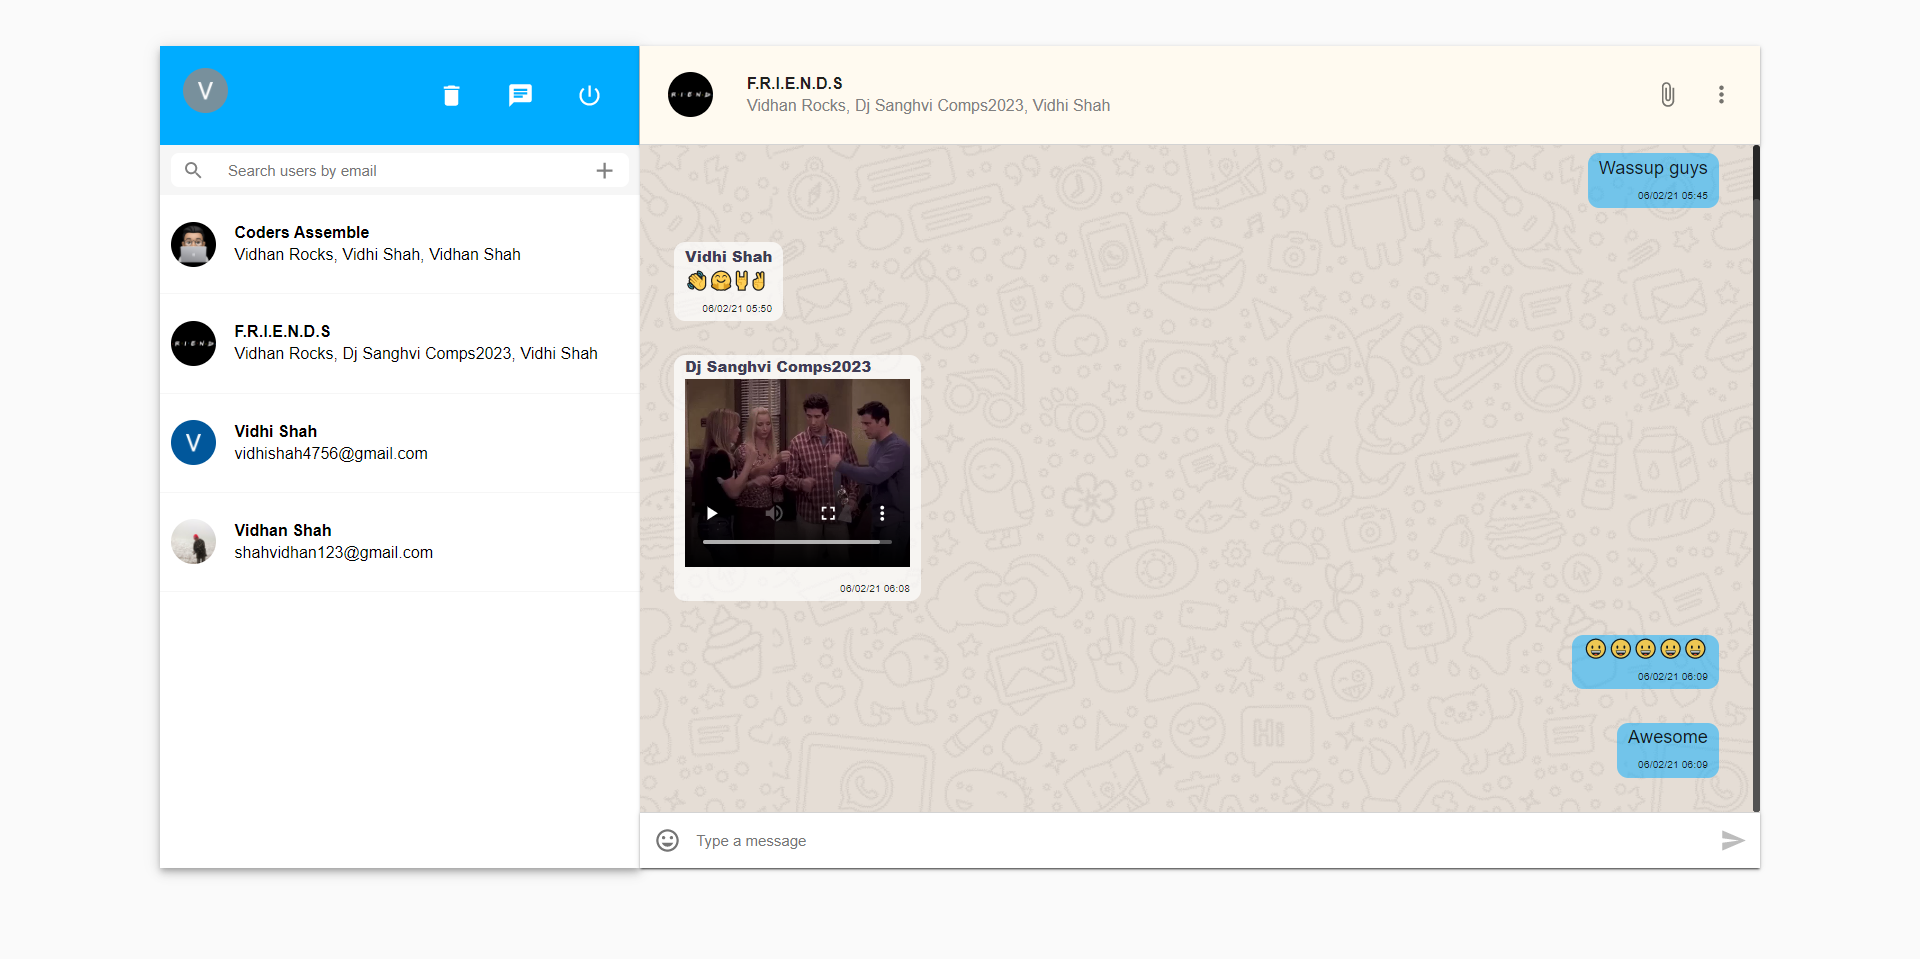 V
Search users by email
Coders Assemble
Vidhan Rocks, Vidhi Shah, Vidhan Shah
F.R.I.E.N.D.S
Vidhan Rocks, Dj Sanghvi Comps2023, Vidhi Shah
V
Vidhi Shah
vidhishah4756@gmail.com
Vidhan Shah
shahvidhan123@gmail.com
F.R.I.E.N.D.S
Vidhan Rocks, Dj Sanghvi Comps2023, Vidhi Shah
Wassup guys
06/02/21 05:45
Vidhi Shah
👏🤗🤘✌
06/02/21 05:50
Dj Sanghvi Comps2023
06/02/21 06:08
😀😀😀😀😀
06/02/21 06:09
Hi
Awesome
06/02/21 06:09
Type a message